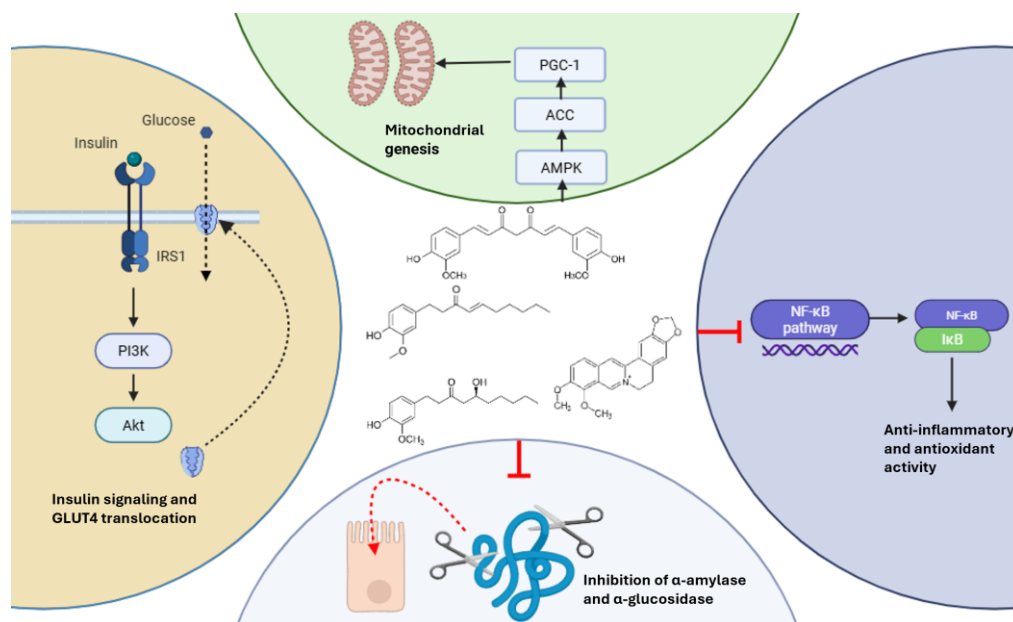 PGC-1
ACC
AMPK
Mitochondrial
genesis
Glucose
Insulin
IRS1
PI3K
Akt
Insulin signaling and
GLUT4 translocation
O
O
HO
OCH₃
H₃CO
OH
O
HO
O
O
OH
HO
OCH₃
O
O
N⁺
O
CH₃
O
CH₃
NF-κB
pathway
NF-κB
IκB
Anti-inflammatory
and antioxidant
activity
Inhibition of α-amylase
and α-glucosidase